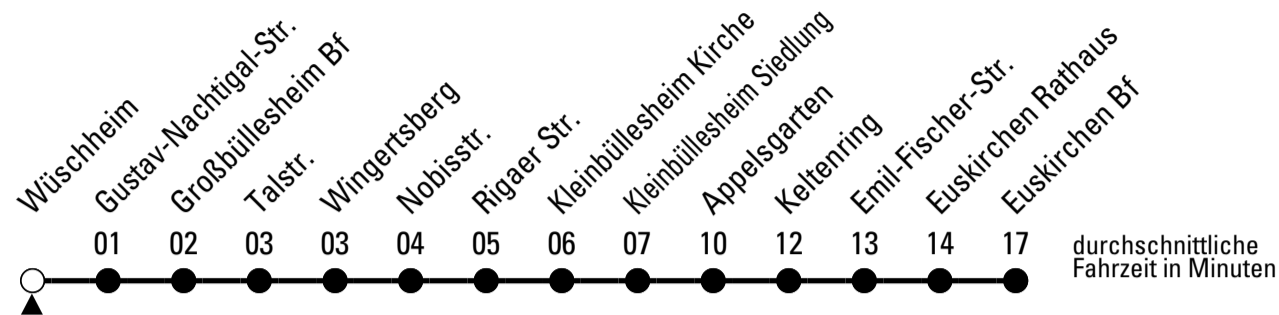 Wüschheim
Gustav-Nachtigal-Str.
Großbüllesheim Bf
Talstr.
Wingertsberg
Nobisstr.
Rigaer Str.
Kleinbüllesheim Kirche
Kleinbüllesheim Siedlung
Appelsgarten
Keltenring
Emil-Fischer-Str.
Euskirchen Rathaus
Euskirchen Bf
01 02 03 03 04 05 06 07 10 12 13 14 17
durchschnittliche
Fahrzeit in Minuten